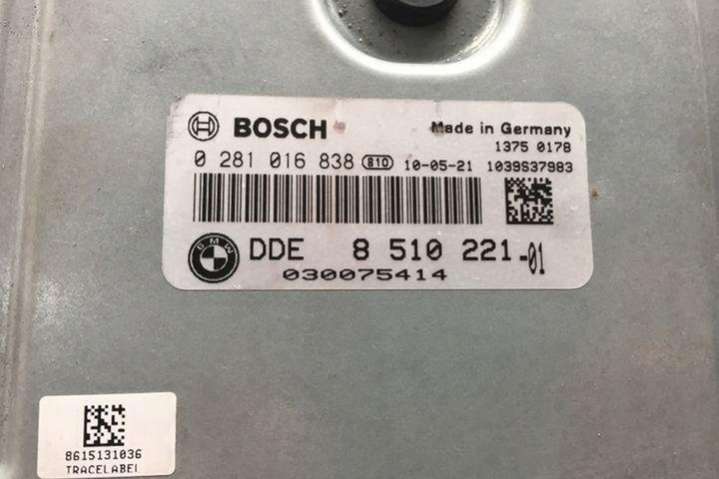 BOSCH
Made in Germany
1375 0178
0 281 016 838 810 10-05-21 1039S37983
BMW
DDE 8 510 221-01
030075414
8615131036
TRACELABEL